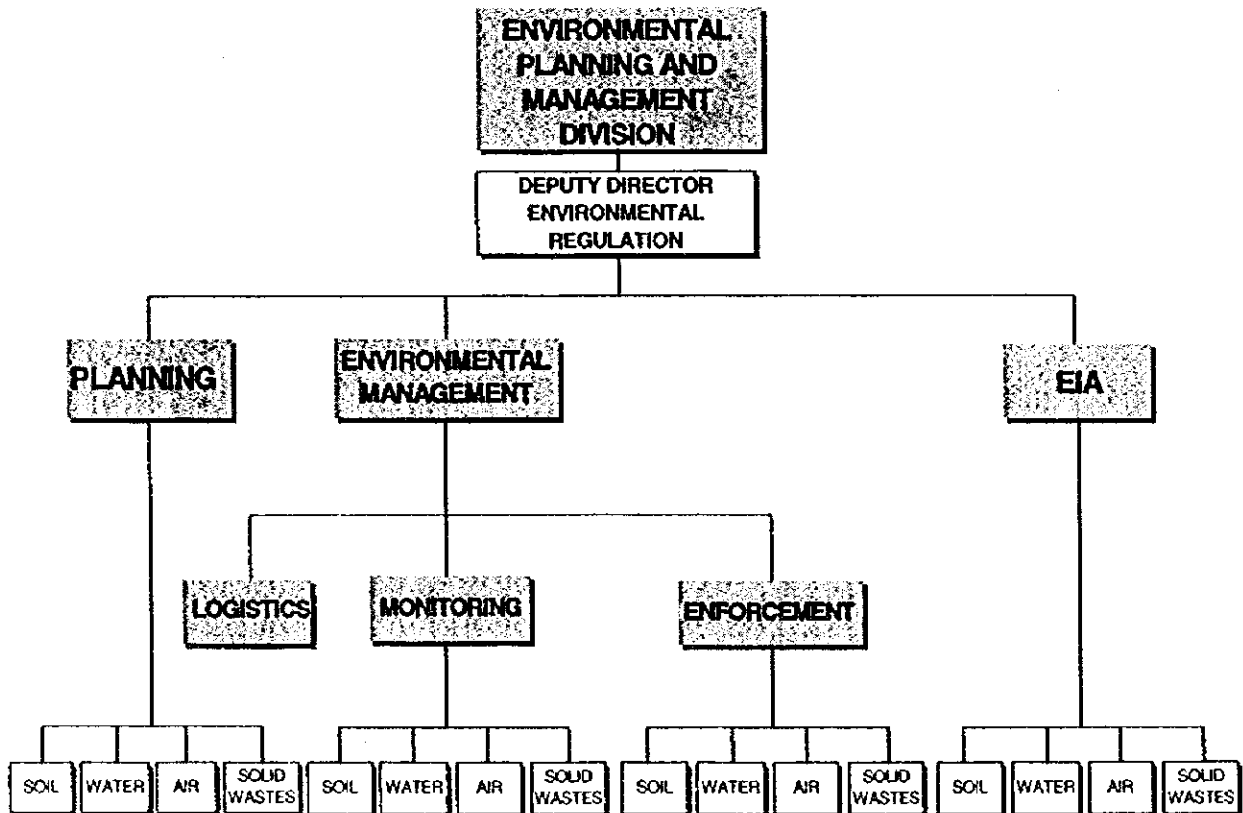 ENVIRONMENTAL
PLANNING AND
MANAGEMENT
DIVISION
DEPUTY DIRECTOR
ENVIRONMENTAL
REGULATION
PLANNING
ENVIRONMENTAL
MANAGEMENT
EIA
LOGISTICS
MONITORING
ENFORCEMENT
SOIL
WATER
AIR
SOLID
WASTES
SOIL
WATER
AIR
SOLID
WASTES
SOIL
WATER
AIR
SOLID
WASTES
SOIL
WATER
AIR
SOLID
WASTES